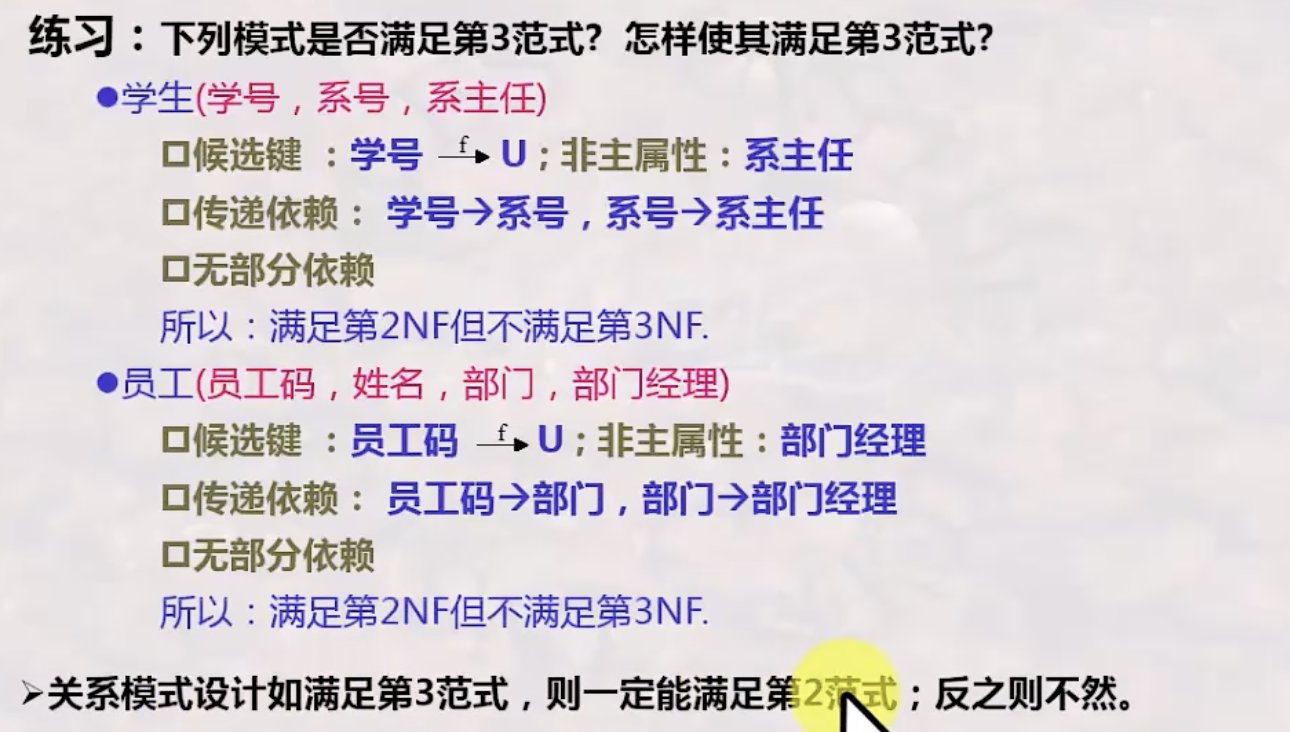 练习：下列模式是否满足第3范式？怎样使其满足第3范式？
●学生(学号，系号，系主任)
□候选键 ：学号 f→ U；非主属性：系主任
□传递依赖： 学号→系号，系号→系主任
□无部分依赖
所以：满足第2NF但不满足第3NF.
●员工(员工码，姓名，部门，部门经理)
□候选键 ：员工码 f→ U；非主属性：部门经理
□传递依赖： 员工码→部门，部门→部门经理
□无部分依赖
所以：满足第2NF但不满足第3NF.
➢关系模式设计如满足第3范式，则一定能满足第2范式；反之则不然。